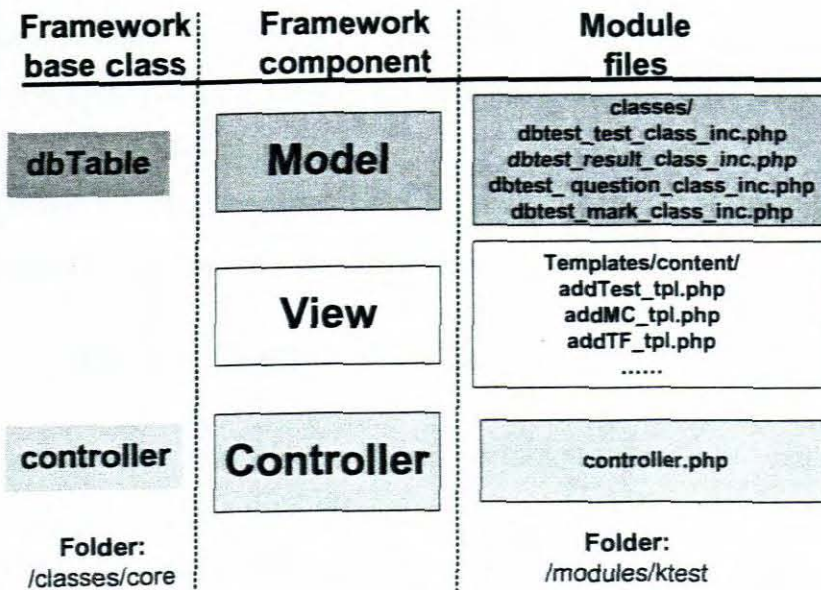 Framework
base class
Framework
component
Module
files
dbTable
Model
classes/
dbtest_test_class_inc.php
dbtest_result_class_inc.php
dbtest_ question_class_inc.php
dbtest_mark_class_inc.php
View
Templates/content/
addTest_tpl.php
addMC_tpl.php
addTF_tpl.php
......
controller
Controller
controller.php
Folder:
/classes/core
Folder:
/modules/ktest